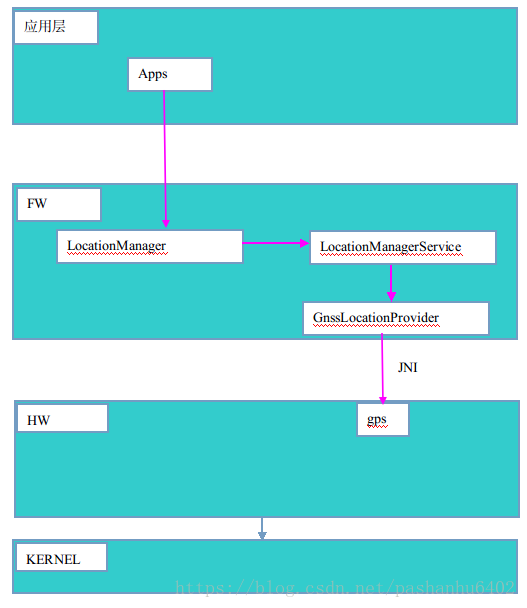 应用层
Apps
FW
LocationManager
LocationManagerService
GnssLocationProvider
JNI
HW
gps
KERNEL
https://blog.csdn.net/pashanhu6402